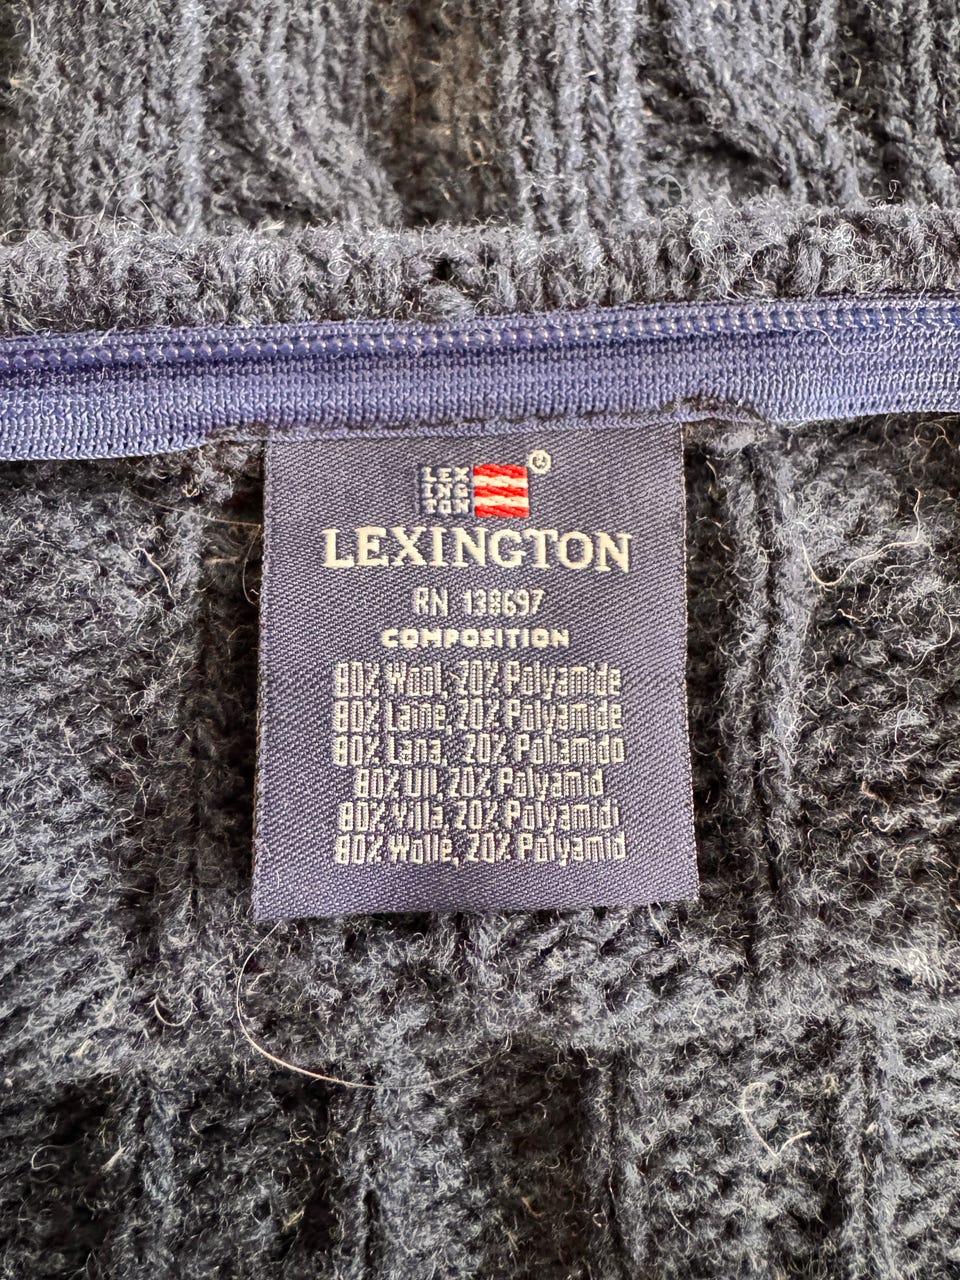 LEX
ING
TON
®
LEXINGTON
RN 138697
COMPOSITION
80% Wool, 20% Polyamide
80% Laine, 20% Polyamide
80% Lana, 20% Poliamido
80% Ull, 20% Polyamid
80% Villa, 20% Polyamidi
80% Wolle, 20% Polyamid